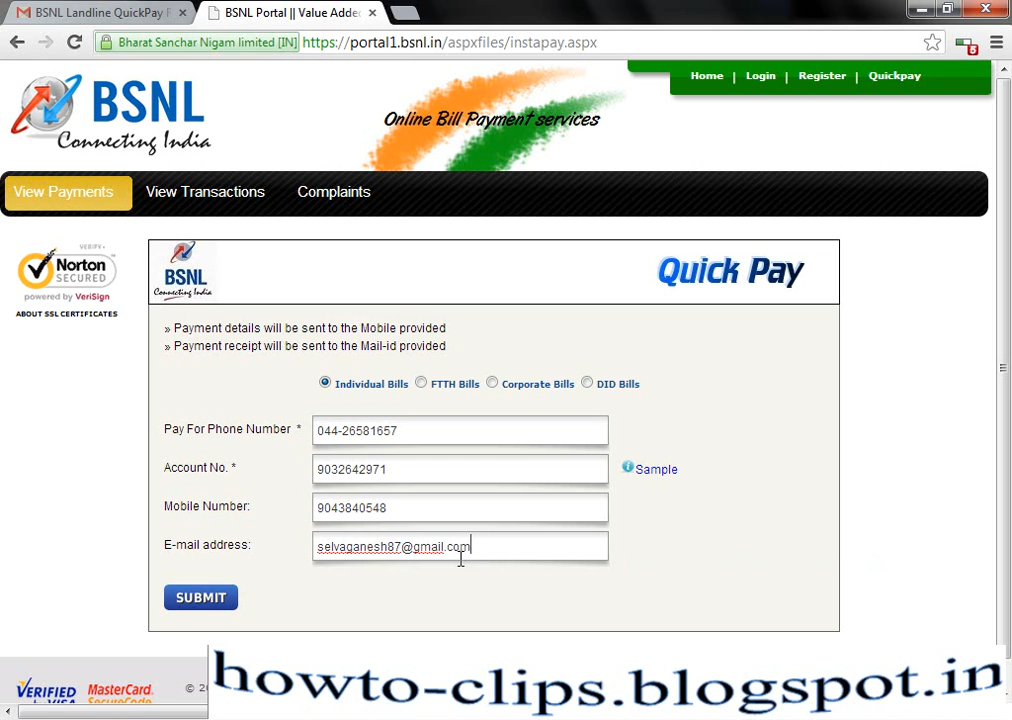 BSNL Landline QuickPay
BSNL Portal || Value Adde
Bharat Sanchar Nigam limited [IN]
https://portal1.bsnl.in/aspxfiles/instapay.aspx
5
BSNL
Connecting India
Online Bill Payment services
Home | Login | Register | Quickpay
View Payments
View Transactions
Complaints
VERIFY
Norton
SECURED
powered by VeriSign
ABOUT SSL CERTIFICATES
BSNL
Connecting India
Quick Pay
» Payment details will be sent to the Mobile provided
» Payment receipt will be sent to the Mail-id provided
Individual Bills
FTTH Bills
Corporate Bills
DID Bills
Pay For Phone Number *
044-26581657
Account No. *
9032642971
Sample
Mobile Number:
9043840548
E-mail address:
selvaganesh87@gmail.com
SUBMIT
VERIFIED
by VISA
MasterCard.
SecureCode.
©
howto-clips.blogspot.in